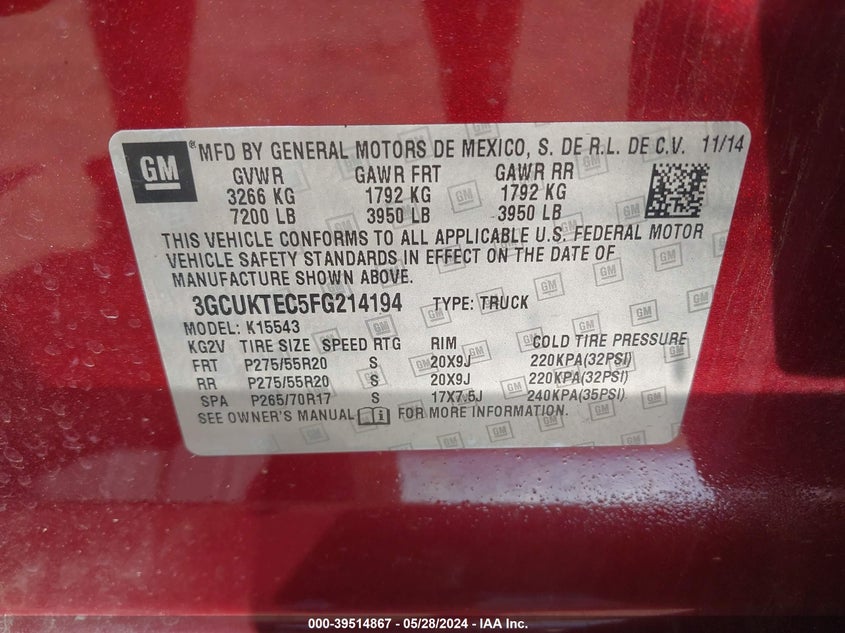 GM ® MFD BY GENERAL MOTORS DE MEXICO, S. DE R.L. DE C.V. 11/14
GVWR GAWR FRT GAWR RR
3266 KG 1792 KG 1792 KG
7200 LB 3950 LB 3950 LB
THIS VEHICLE CONFORMS TO ALL APPLICABLE U.S. FEDERAL MOTOR
VEHICLE SAFETY STANDARDS IN EFFECT ON THE DATE OF
MANUFACTURE SHOWN ABOVE.
3GCUKTEC5FG214194 TYPE: TRUCK
MODEL: K15543
KG2V TIRE SIZE SPEED RTG RIM COLD TIRE PRESSURE
FRT P275/55R20 S 20X9J 220KPA(32PSI)
RR P275/55R20 S 20X9J 220KPA(32PSI)
SPA P265/70R17 S 17X7.5J 240KPA(35PSI)
SEE OWNER'S MANUAL FOR MORE INFORMATION.
000-39514867 - 05/28/2024 - IAA Inc.